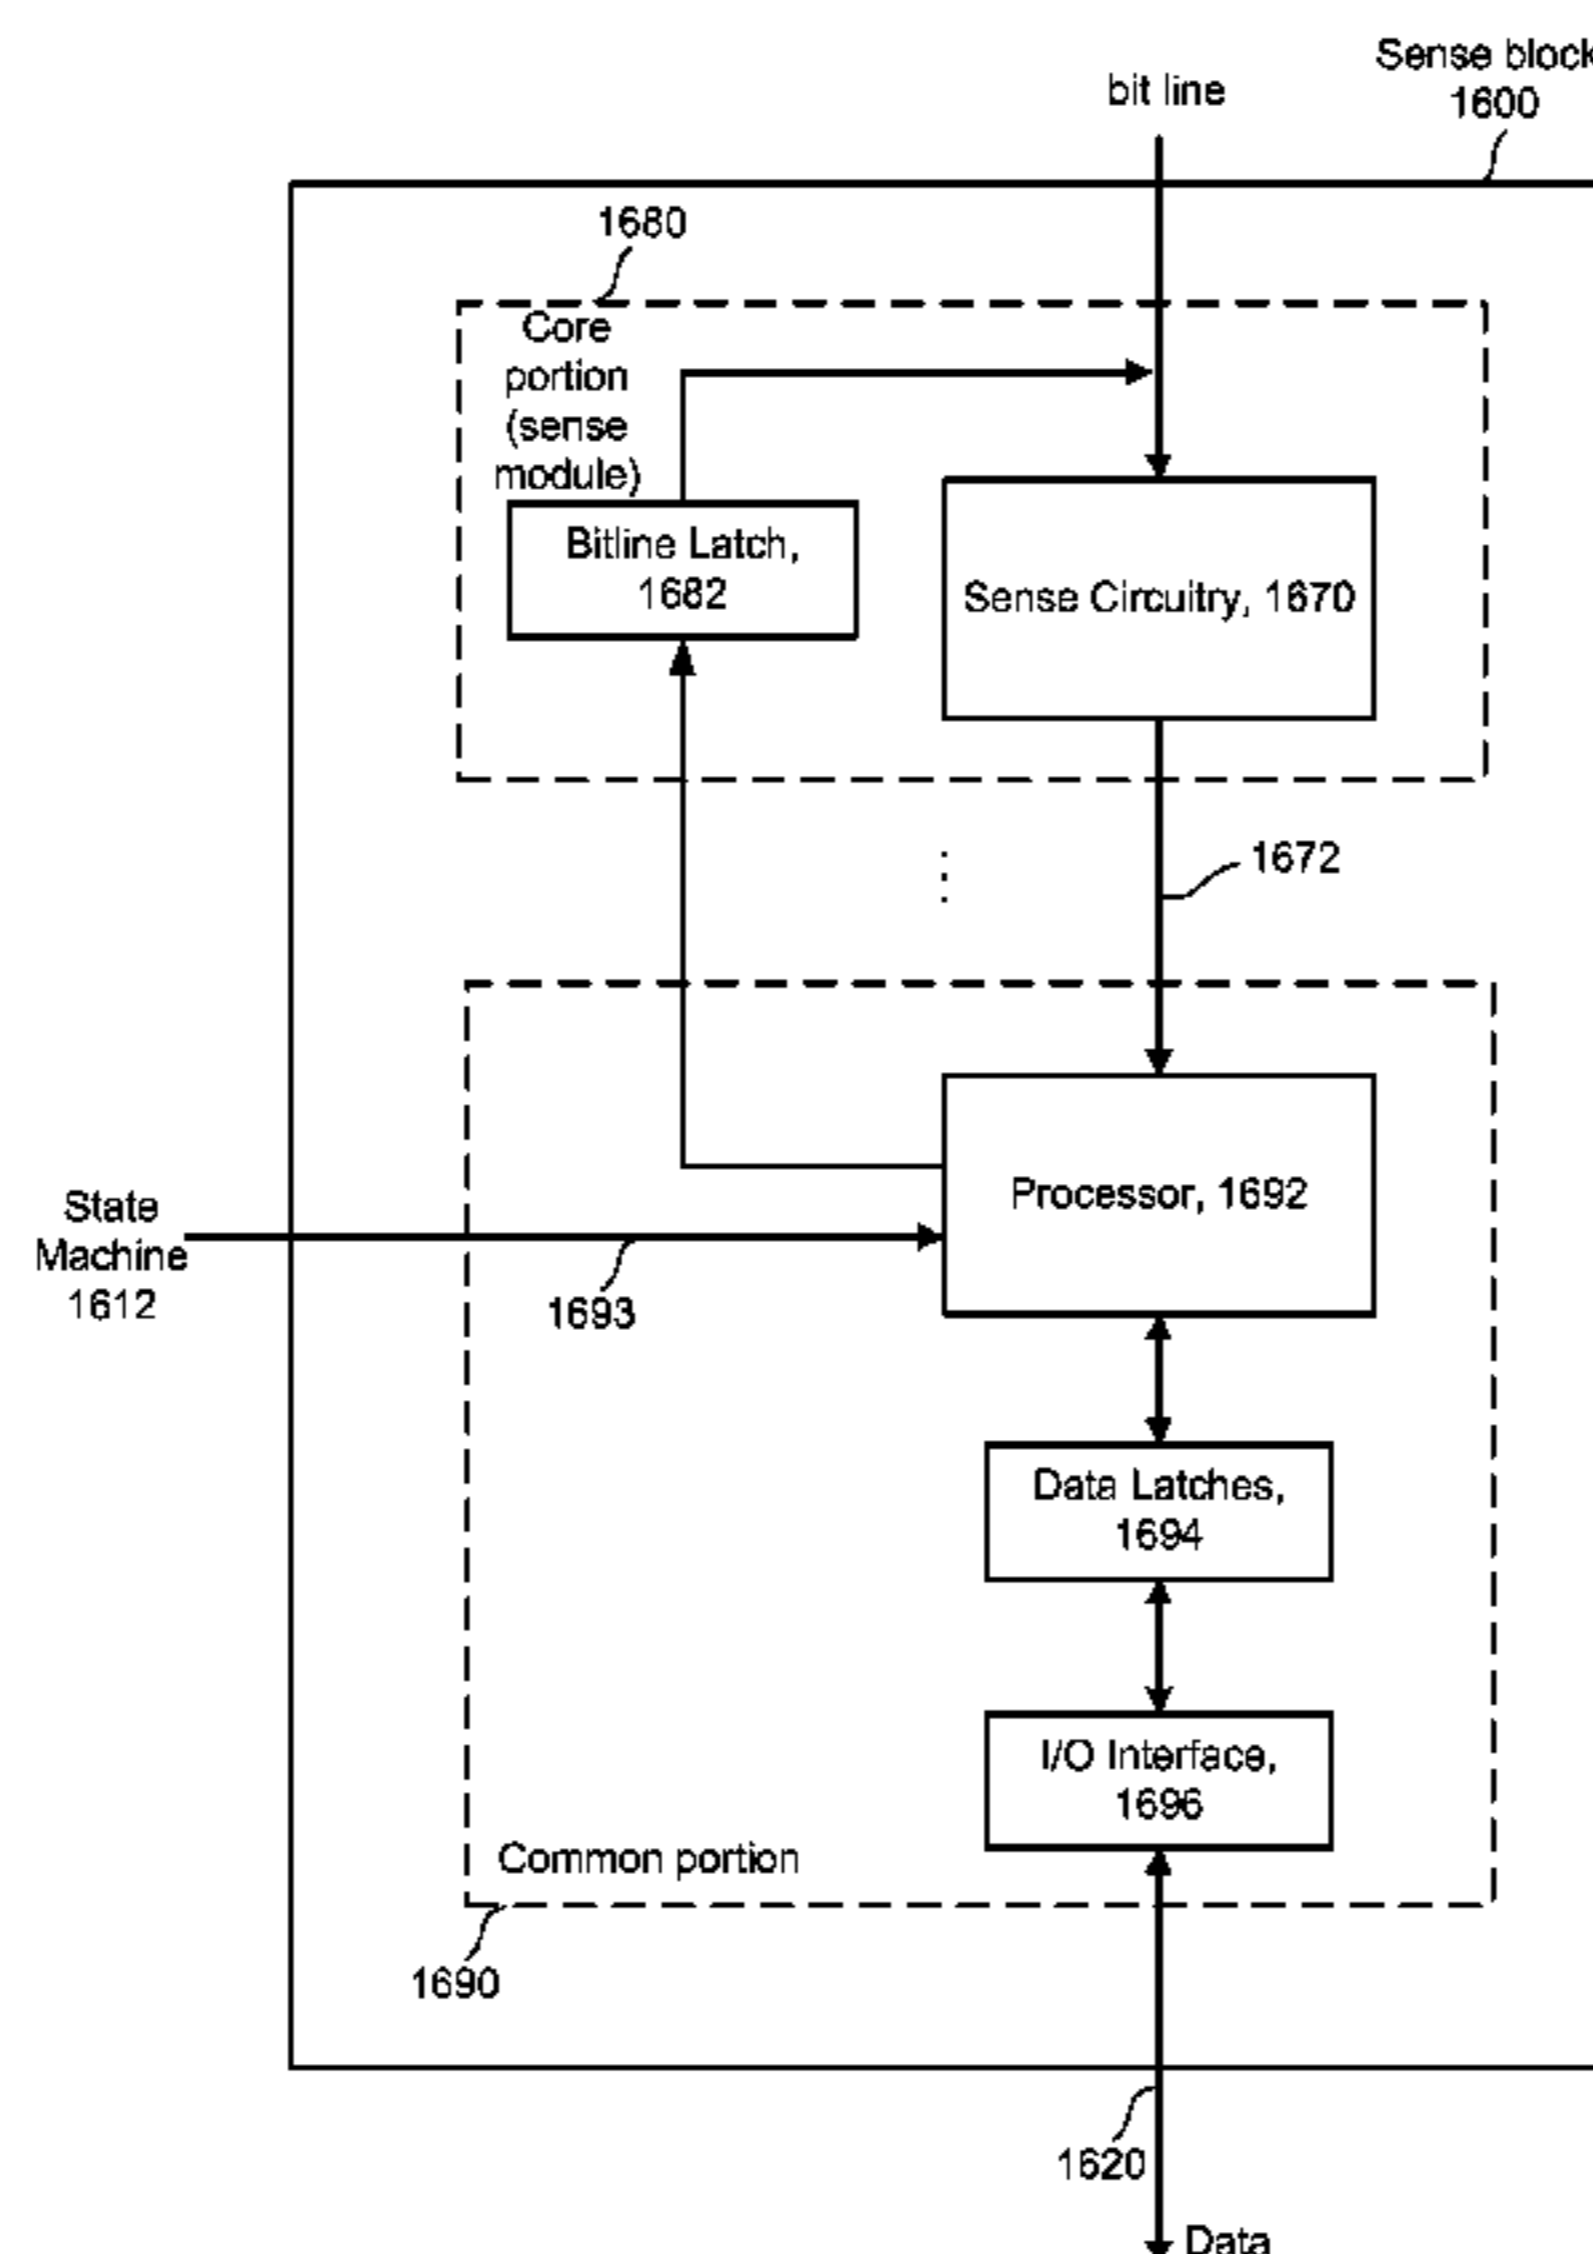 Sense block
1600
bit line
1680
Core
portion
(sense
module)
Bitline Latch,
1682
Sense Circuitry, 1670
1672
Processor, 1692
State
Machine
1612
1693
Data Latches,
1694
I/O Interface,
1696
Common portion
1690
1620
Data